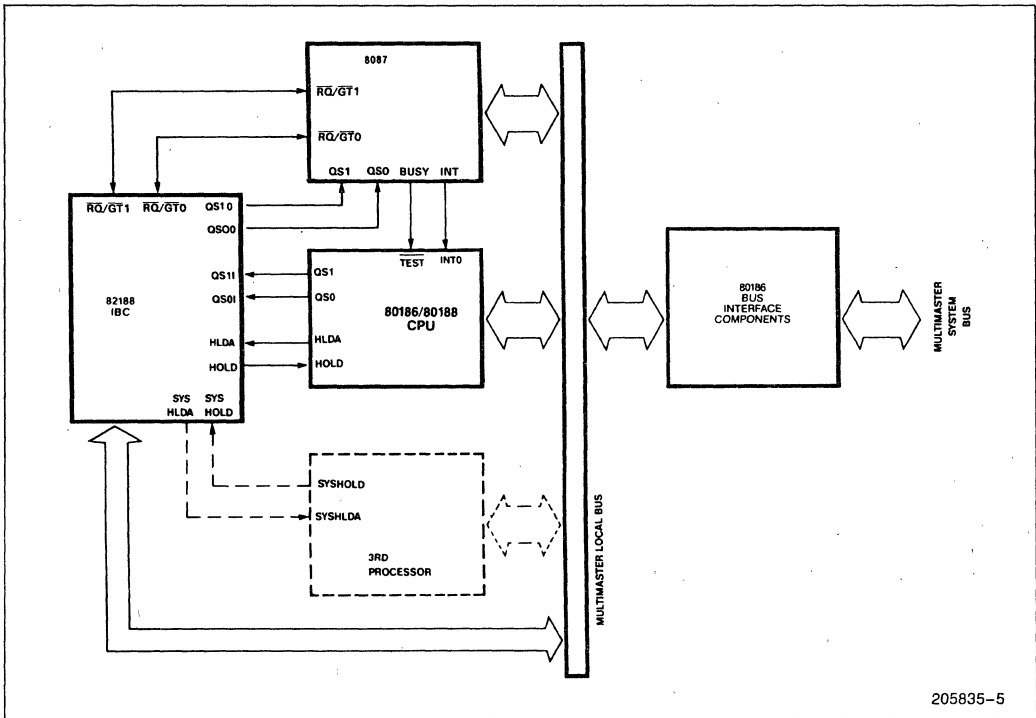 8087
RQ/GT1
RQ/GT0
QS1 QS0 BUSY INT
RQ/GT1 RQ/GT0 QS1O
QSOO
TEST INT0
QS1I QS1
QS0I QS0
82188
IBC
80186/80188
CPU
HLDA HLDA
HOLD HOLD
SYS SYS
HLDA HOLD
SYSHOLD
SYSHLDA
3RD
PROCESSOR
MULTIMASTER LOCAL BUS
80186
BUS
INTERFACE
COMPONENTS
MULTIMASTER
SYSTEM
BUS
205835-5